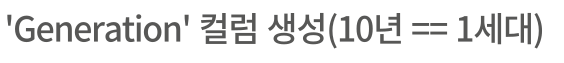 'Generation' 컬럼 생성(10년 == 1세대)